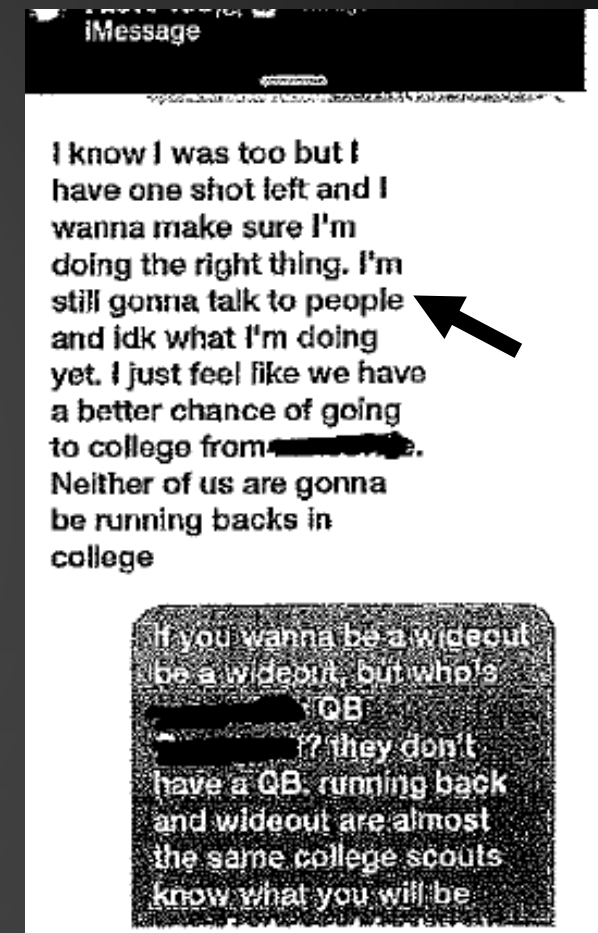 iMessage
I know I was too but I
have one shot left and I
wanna make sure I'm
doing the right thing. I'm
still gonna talk to people
and idk what I'm doing
yet. I just feel like we have
a better chance of going
to college from
Neither of us are gonna
be running backs in
college
If you wanna be a wideout
be a wideout, but who's
QB
!? they don't
have a QB. running back
and wideout are almost
the same college scouts
know what you will be